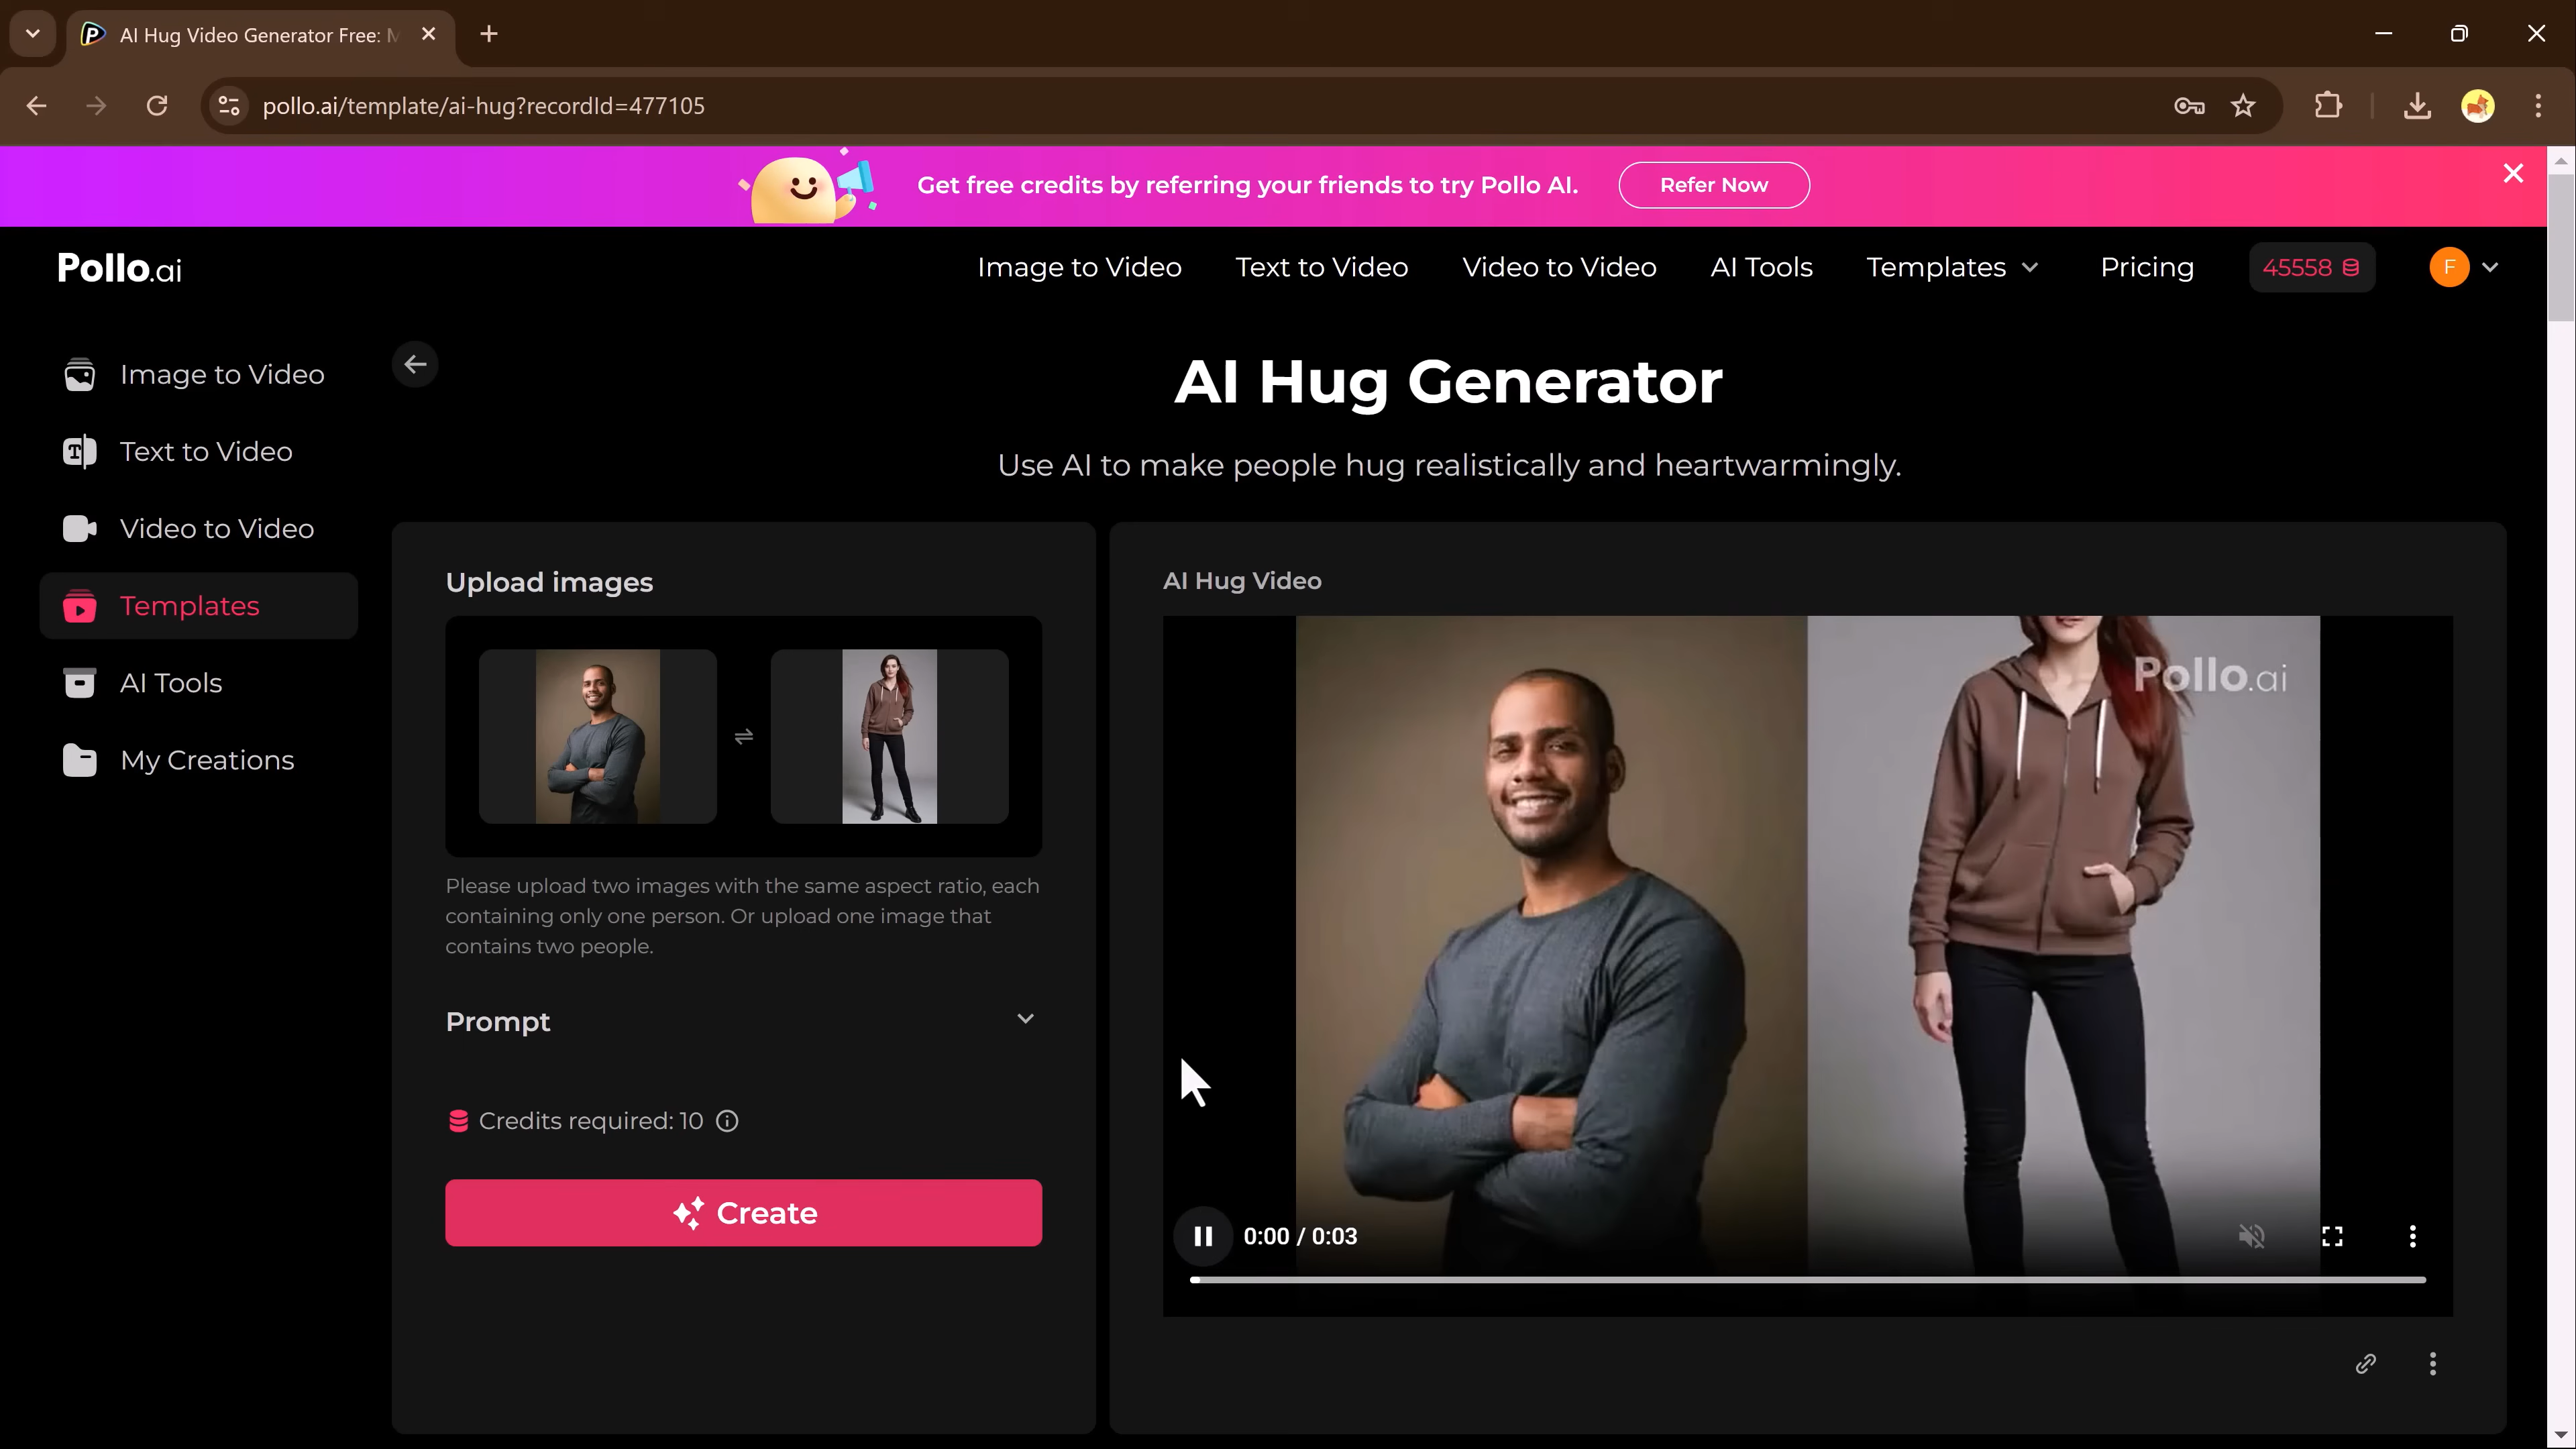 AI Hug Video Generator Free: M
pollo.ai/template/ai-hug?recordId=477105
Get free credits by referring your friends to try Pollo AI.
Refer Now
Pollo.ai
Image to Video
Text to Video
Video to Video
AI Tools
Templates
Pricing
45558
F
Image to Video
Text to Video
Video to Video
Templates
AI Tools
My Creations
AI Hug Generator
Use AI to make people hug realistically and heartwarmingly.
Upload images
Please upload two images with the same aspect ratio, each
containing only one person. Or upload one image that
contains two people.
Prompt
Credits required: 10
Create
AI Hug Video
Pollo.ai
0:00 / 0:03